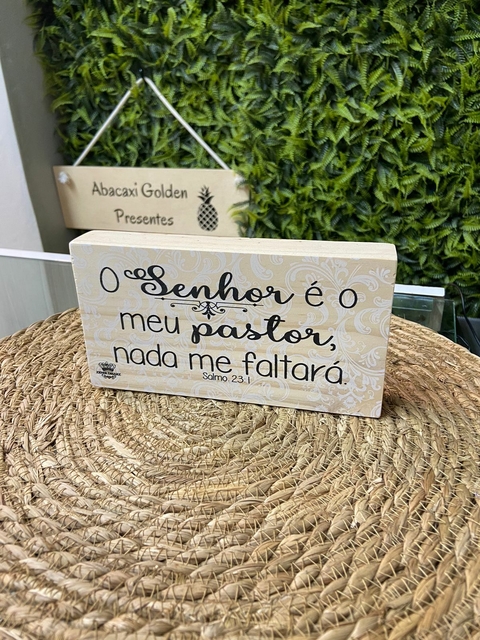 Abacaxi Golden
Presentes
O Senhor é o
meu pastor,
nada me faltará.
Salmo 23.1